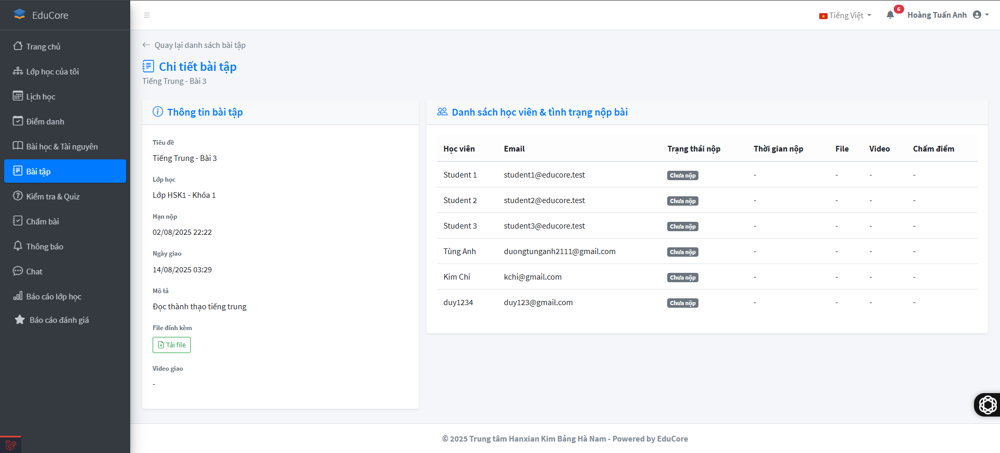 EduCore
Tiếng Việt
6
Hoàng Tuấn Anh
Trang chủ
Lớp học của tôi
Lịch học
Điểm danh
Bài học & Tài nguyên
Bài tập
Kiểm tra & Quiz
Chấm bài
Thông báo
Chat
Báo cáo lớp học
Báo cáo đánh giá
Quay lại danh sách bài tập
Chi tiết bài tập
Tiếng Trung - Bài 3
Thông tin bài tập
Tiêu đề
Tiếng Trung - Bài 3
Lớp học
Lớp HSK1 - Khóa 1
Hạn nộp
02/08/2025 22:22
Ngày giao
14/08/2025 03:29
Mô tả
Đọc thành thạo tiếng trung
File đính kèm
Tải file
Video giao
-
Danh sách học viên & tình trạng nộp bài
Học viên Email Trạng thái nộp Thời gian nộp File Video Chấm điểm
Student 1 student1@educore.test Chưa nộp - - - -
Student 2 student2@educore.test Chưa nộp - - - -
Student 3 student3@educore.test Chưa nộp - - - -
Tùng Anh duongtunganh2111@gmail.com Chưa nộp - - - -
Kim Chi kchi@gmail.com Chưa nộp - - - -
duy1234 duy123@gmail.com Chưa nộp - - - -
© 2025 Trung tâm Hanxian Kim Bảng Hà Nam - Powered by EduCore